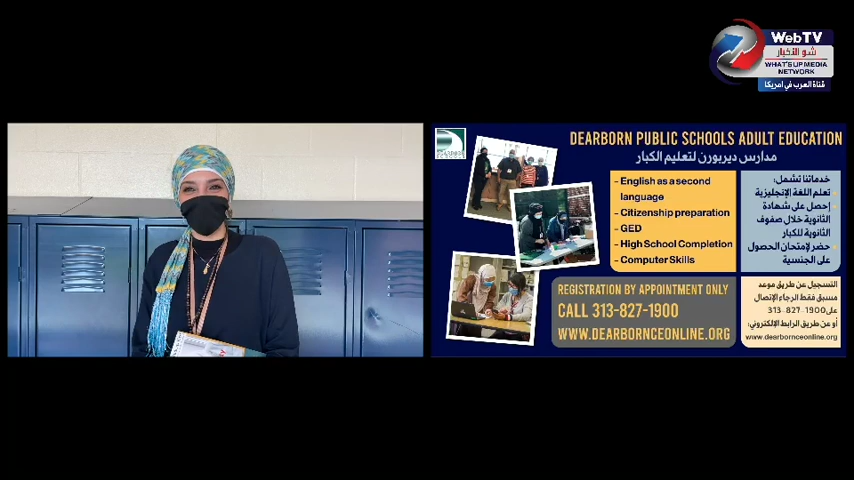 WebTV
شو الأخبار
WHAT'S UP MEDIA
NETWORK
قناة العرب في امريكا
DEARBORN PUBLIC SCHOOLS ADULT EDUCATION
مدارس ديربورن لتعليم الكبار
- English as a second
language
- Citizenship preparation
- GED
- High School Completion
- Computer Skills
خدماتنا تشمل:
تعلم اللغة الإنجليزية
إحصل على شهادة
الثانوية خلال صفوف
الثانوية للكبار
حضر لإمتحان الحصول
على الجنسية
REGISTRATION BY APPOINTMENT ONLY
CALL 313-827-1900
WWW.DEARBORNCEONLINE.ORG
التسجيل عن طريق موعد
مسبق فقط الرجاء الإتصال
على 1900-827-313
أو عن طريق الرابط الإلكتروني:
www.dearbornceonline.org